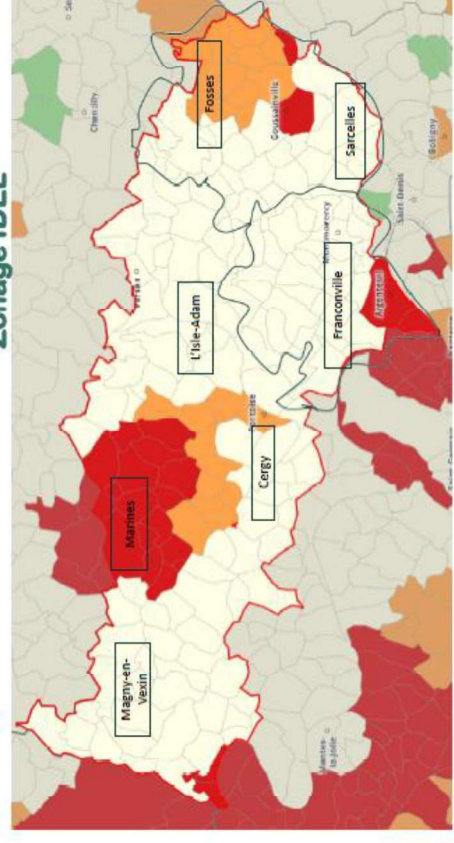 Zonage IDEL
Chantilly
Fosses
Goussainville
Sarcelles
Bobigny
Saint-Denis
Montmorency
Persan
L'Isle-Adam
Franconville
Argenteuil
Pontoise
Cergy
Marines
Magny-en-
Vexin
Mantes-
la-Jolie